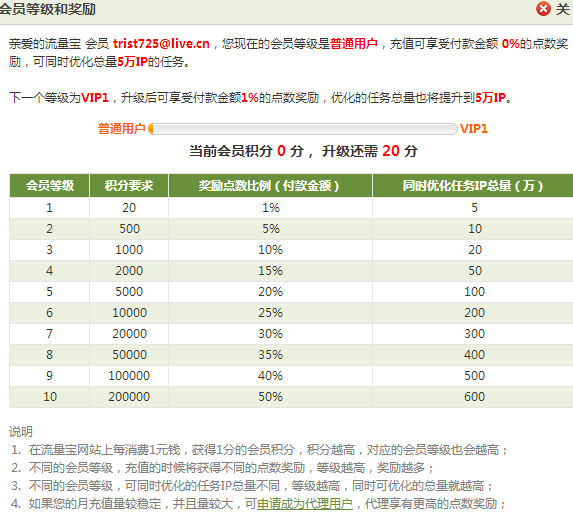 会员等级和奖励 关
亲爱的流量宝 会员 trist725@live.cn，您现在的会员等级是普通用户，充值可享受付款金额 0%的点数奖
励，可同时优化总量5万IP的任务。
下一个等级为VIP1，升级后可享受付款金额1%的点数奖励，优化的任务总量也将提升到5万IP。
普通用户 VIP1
当前会员积分 0 分 ，升级还需 20 分
会员等级 积分要求 奖励点数比例（付款金额） 同时优化任务IP总量（万）
1 20 1% 5
2 500 5% 10
3 1000 10% 20
4 2000 15% 50
5 5000 20% 100
6 10000 25% 200
7 20000 30% 300
8 50000 35% 400
9 100000 40% 500
10 200000 50% 600
说明
1. 在流量宝网站上每消费1元钱，获得1分的会员积分，积分越高，对应的会员等级也会越高；
2. 不同的会员等级，充值的时候将获得不同的点数奖励，等级越高，奖励越多；
3. 不同的会员等级，可同时优化的任务IP总量不同，等级越高，同时可优化的总量就越高；
4. 如果您的月充值量较稳定，并且量较大，可申请成为代理用户，代理享有更高的点数奖励；